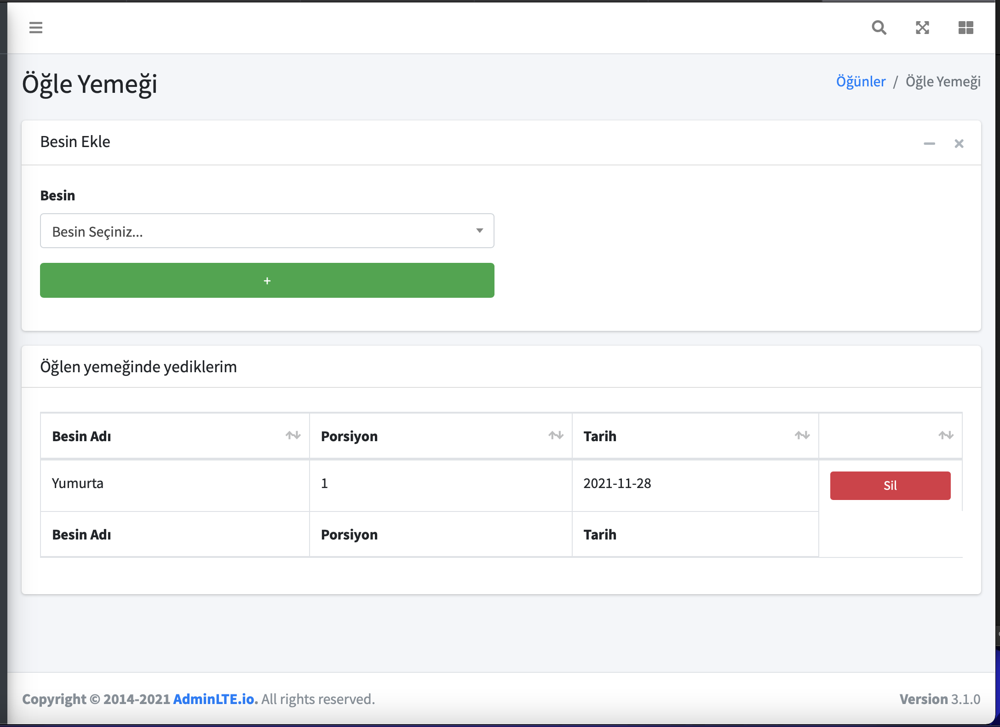 Öğle Yemeği
Öğünler / Öğle Yemeği
Besin Ekle
Besin
Besin Seçiniz...
+
Öğlen yemeğinde yediklerim
Besin Adı Porsiyon Tarih
Yumurta 1 2021-11-28 Sil
Besin Adı Porsiyon Tarih
Copyright © 2014-2021 AdminLTE.io. All rights reserved.
Version 3.1.0